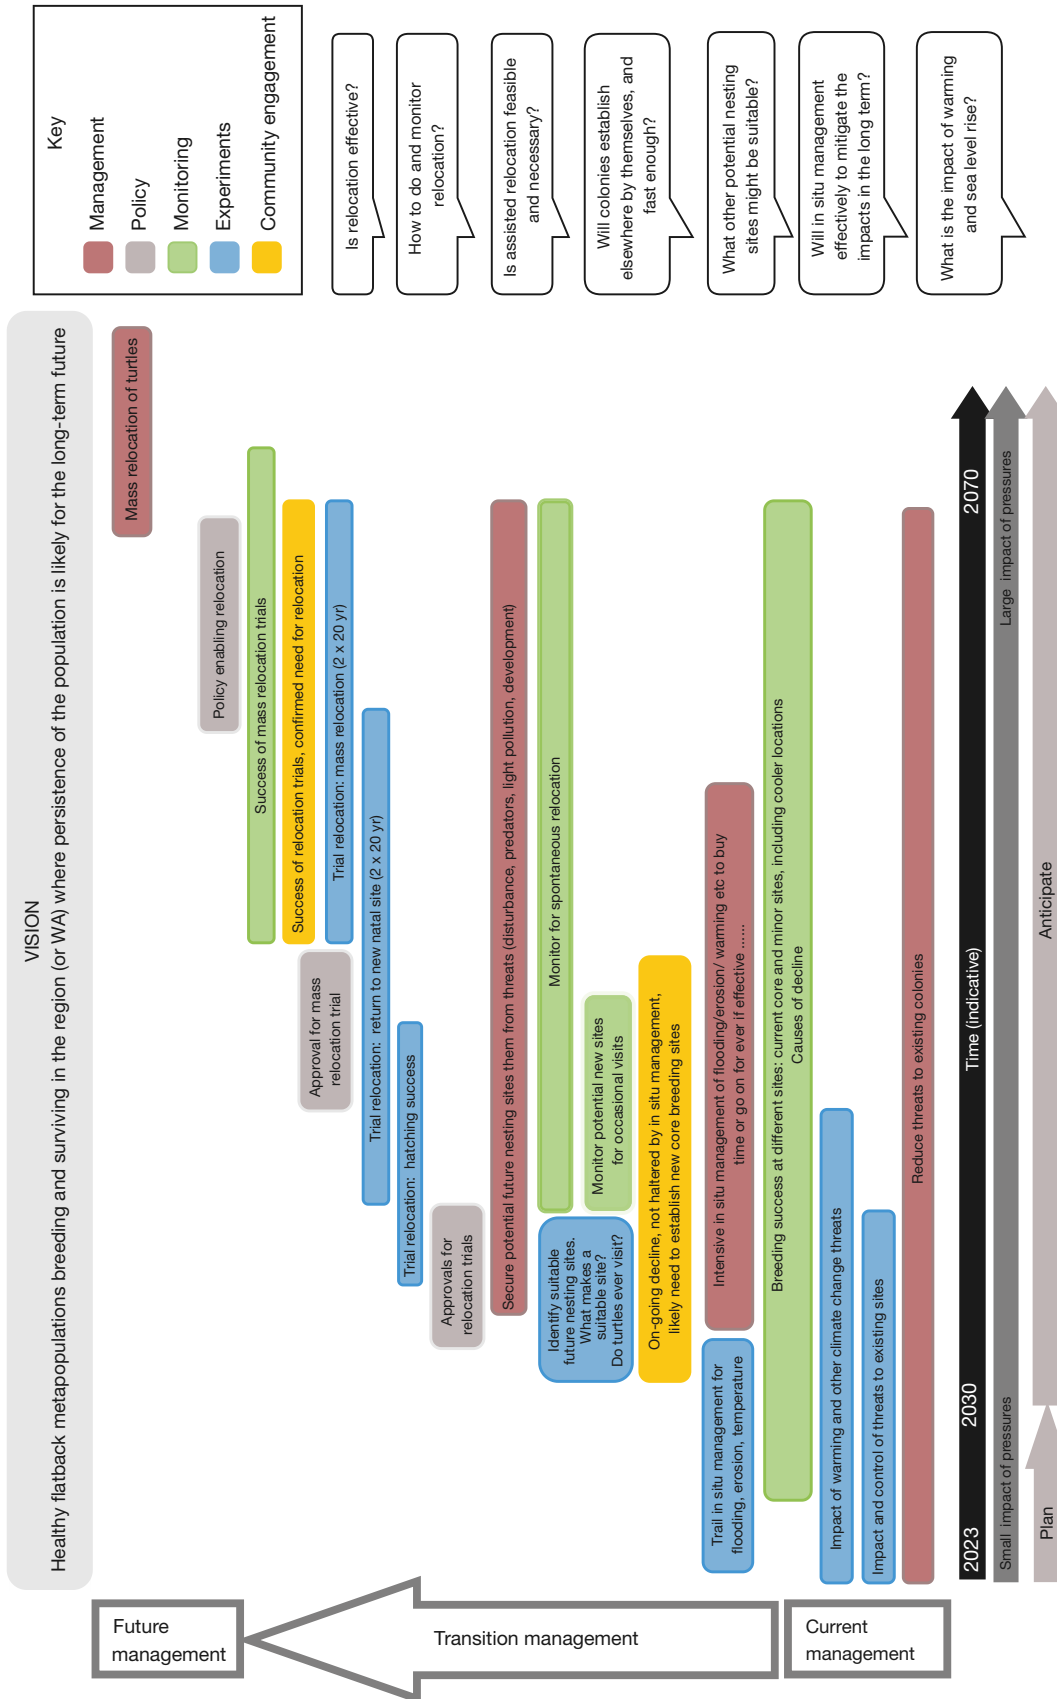 VISION
Healthy flatback metapopulations breeding and surviving in the region (or WA) where persistence of the population is likely for the long-term future
Key
Management
Policy
Monitoring
Experiments
Community engagement
Future
management
Transition management
Current
management
Mass relocation of turtles
Policy enabling relocation
Success of mass relocation trials
Success of relocation trials, confirmed need for relocation
Approval for mass
relocation trial
Trial relocation: mass relocation (2 x 20 yr)
Trial relocation: return to new natal site (2 x 20 yr)
Trial relocation: hatching success
Approvals for
relocation trials
Secure potential future nesting sites them from threats (disturbance, predators, light pollution, development)
Monitor for spontaneous relocation
Identify suitable
future nesting sites.
What makes a
suitable site?
Do turtles ever visit?
Monitor potential new sites
for occasional visits
On-going decline, not haltered by in situ management,
likely need to establish new core breeding sites
Trail in situ management for
flooding, erosion, temperature
Intensive in situ management of flooding/erosion/ warming etc to buy
time or go on for ever if effective ......
Breeding success at different sites: current core and minor sites, including cooler locations
Causes of decline
Impact of warming and other climate change threats
Impact and control of threats to existing sites
Reduce threats to existing colonies
2023
2030
Time (indicative)
2070
Small impact of pressures
Large impact of pressures
Plan
Anticipate
Is relocation effective?
How to do and monitor
relocation?
Is assisted relocation feasible
and necessary?
Will colonies establish
elsewhere by themselves, and
fast enough?
What other potential nesting
sites might be suitable?
Will in situ management
effectively to mitigate the
impacts in the long term?
What is the impact of warming
and sea level rise?